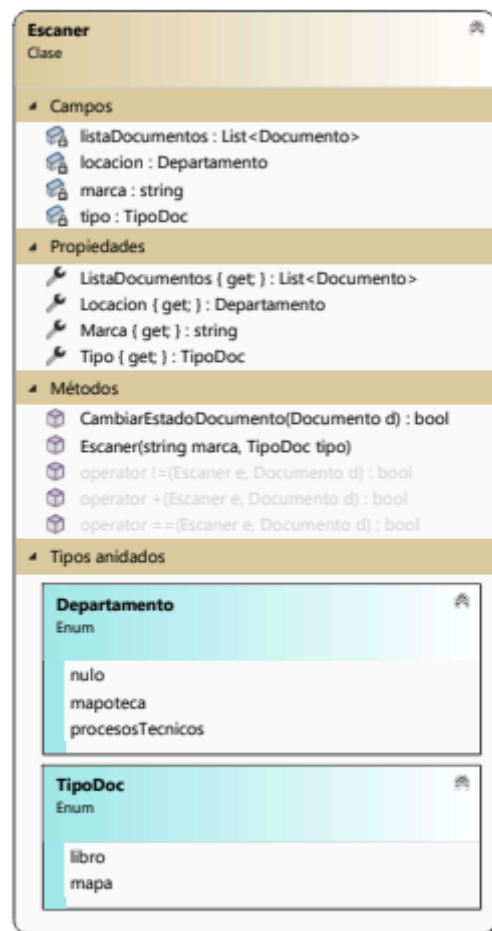 Escaner
Clase
Campos
listaDocumentos : List<Documento>
locacion : Departamento
marca : string
tipo : TipoDoc
Propiedades
ListaDocumentos { get; } : List<Documento>
Locacion { get; } : Departamento
Marca { get; } : string
Tipo { get; } : TipoDoc
Métodos
CambiarEstadoDocumento(Documento d) : bool
Escaner(string marca, TipoDoc tipo)
operator !=(Escaner e, Documento d) : bool
operator +(Escaner e, Documento d) : bool
operator ==(Escaner e, Documento d) : bool
Tipos anidados
Departamento
Enum
nulo
mapoteca
procesosTecnicos
TipoDoc
Enum
libro
mapa